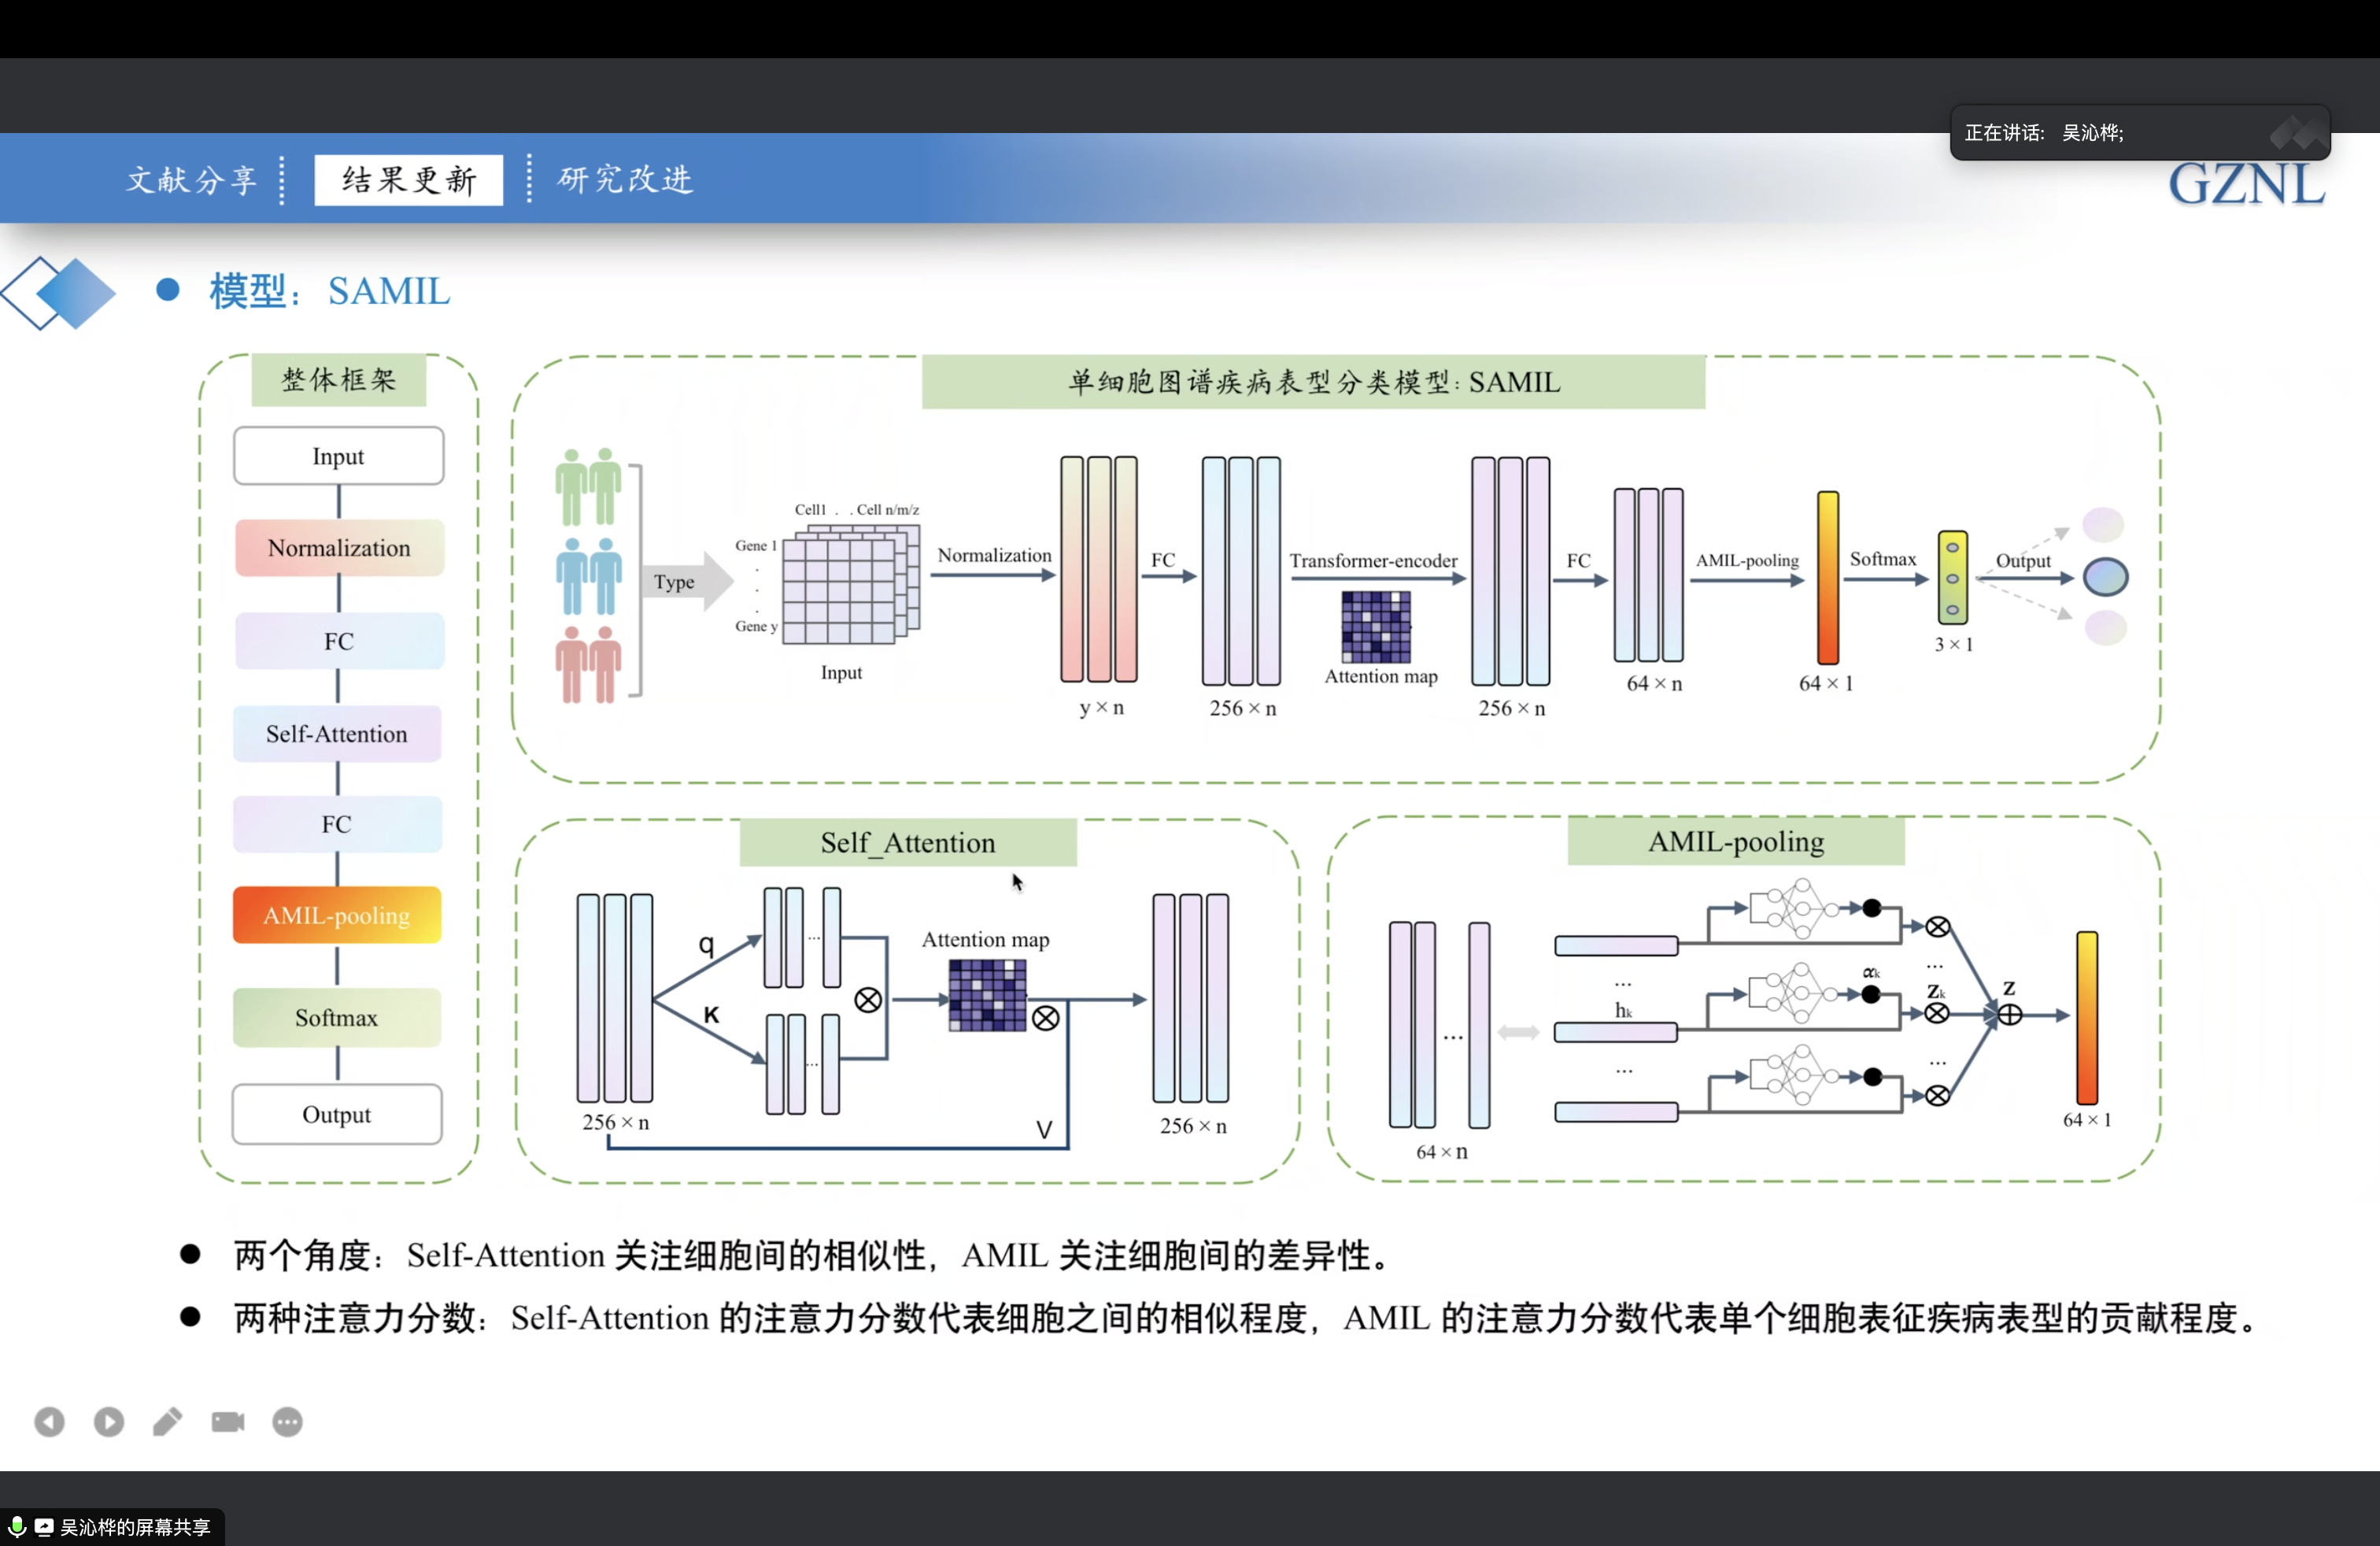 正在讲话: 吴沁桦;
文献分享
结果更新
研究改进
GZNL
模型：SAMIL
整体框架
Input
Normalization
FC
Self-Attention
FC
AMIL-pooling
Softmax
Output
单细胞图谱疾病表型分类模型: SAMIL
Type
Cell1 . . Cell n/m/z
Gene 1
.
.
.
Gene y
Input
Normalization
y × n
FC
256 × n
Transformer-encoder
Attention map
256 × n
FC
64 × n
AMIL-pooling
64 × 1
Softmax
3 × 1
Output
Self_Attention
256 × n
q
K
...
...
Attention map
V
256 × n
AMIL-pooling
...
64 × n
...
hk
...
αk
...
Zk
...
Z
64 × 1
两个角度：Self-Attention 关注细胞间的相似性，AMIL 关注细胞间的差异性。
两种注意力分数：Self-Attention 的注意力分数代表细胞之间的相似程度，AMIL 的注意力分数代表单个细胞表征疾病表型的贡献程度。
吴沁桦的屏幕共享